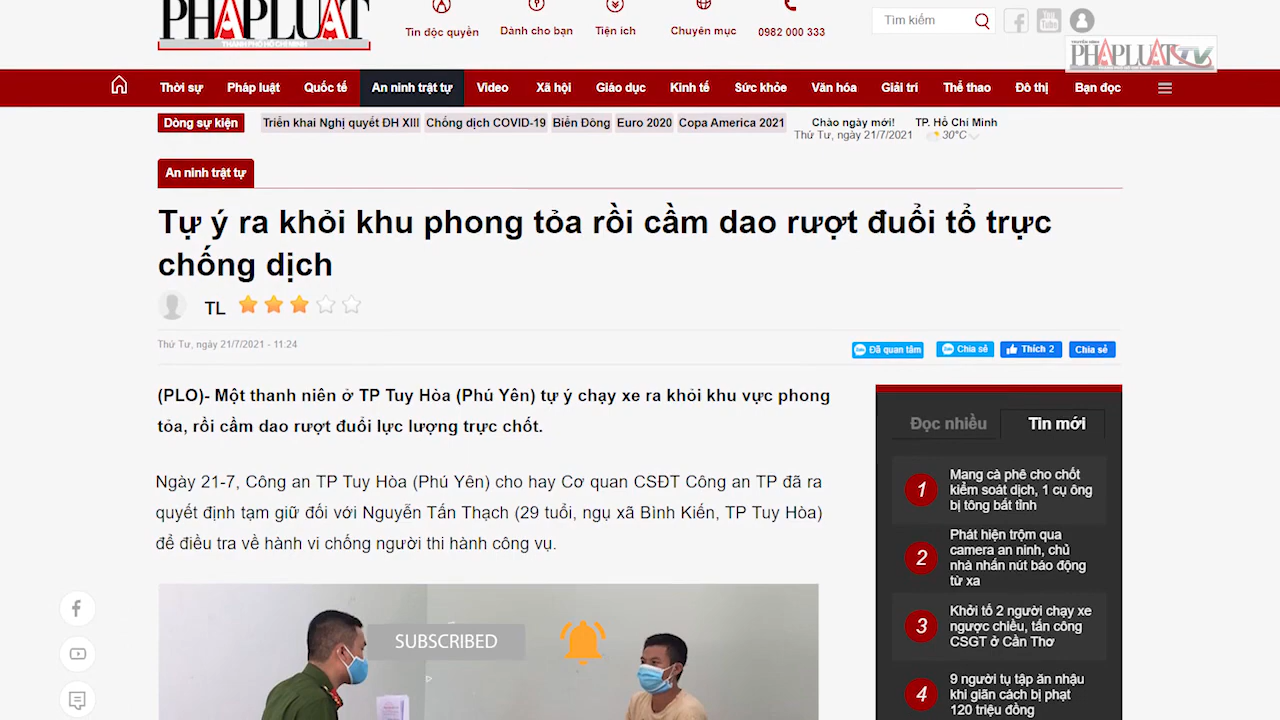 PHÁPLUẬT
THÀNH PHỐ HỒ CHÍ MINH
Tin độc quyền
Dành cho bạn
Tiện ích
Chuyên mục
0982 000 333
Tìm kiếm
You
Tube
PHÁPLUẬTTV
Thời sự Pháp luật Quốc tế An ninh trật tự Video Xã hội Giáo dục Kinh tế Sức khỏe Văn hóa Giải trí Thể thao Đô thị Bạn đọc
Dòng sự kiện Triển khai Nghị quyết ĐH XIII Chống dịch COVID-19 Biển Đông Euro 2020 Copa America 2021
Chào ngày mới! TP. Hồ Chí Minh
Thứ Tư, ngày 21/7/2021 30°C
An ninh trật tự
Tự ý ra khỏi khu phong tỏa rồi cầm dao rượt đuổi tổ trực
chống dịch
TL
Thứ Tư, ngày 21/7/2021 - 11:24
Zalo Đã quan tâm
Zalo Chia sẻ
Thích 2
Chia sẻ
(PLO)- Một thanh niên ở TP Tuy Hòa (Phú Yên) tự ý chạy xe ra khỏi khu vực phong
tỏa, rồi cầm dao rượt đuổi lực lượng trực chốt.
Ngày 21-7, Công an TP Tuy Hòa (Phú Yên) cho hay Cơ quan CSĐT Công an TP đã ra
quyết định tạm giữ đối với Nguyễn Tấn Thạch (29 tuổi, ngụ xã Bình Kiến, TP Tuy Hòa)
để điều tra về hành vi chống người thi hành công vụ.
SUBSCRIBED
Đọc nhiều Tin mới
1 Mang cà phê cho chốt
kiểm soát dịch, 1 cụ ông
bị tông bất tỉnh
2 Phát hiện trộm qua
camera an ninh, chủ
nhà nhấn nút báo động
từ xa
3 Khởi tố 2 người chạy xe
ngược chiều, tấn công
CSGT ở Cần Thơ
4 9 người tụ tập ăn nhậu
khi giãn cách bị phạt
120 triệu đồng